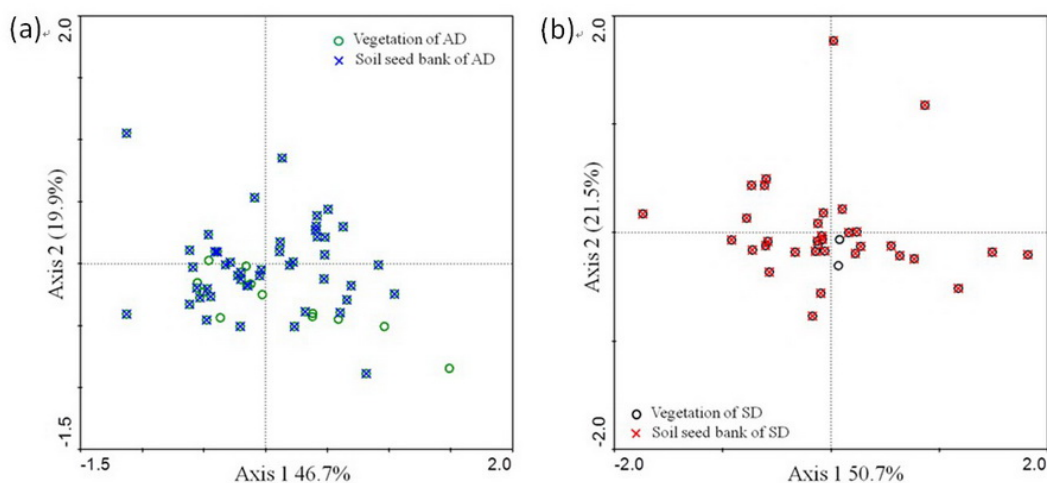 (a)
2.0
Vegetation of AD
Soil seed bank of AD
Axis 2 (19.9%)
-1.5
-1.5
Axis 1 46.7%
2.0
(b)
2.0
Axis 2 (21.5%)
Vegetation of SD
Soil seed bank of SD
-2.0
-2.0
Axis 1 50.7%
2.0